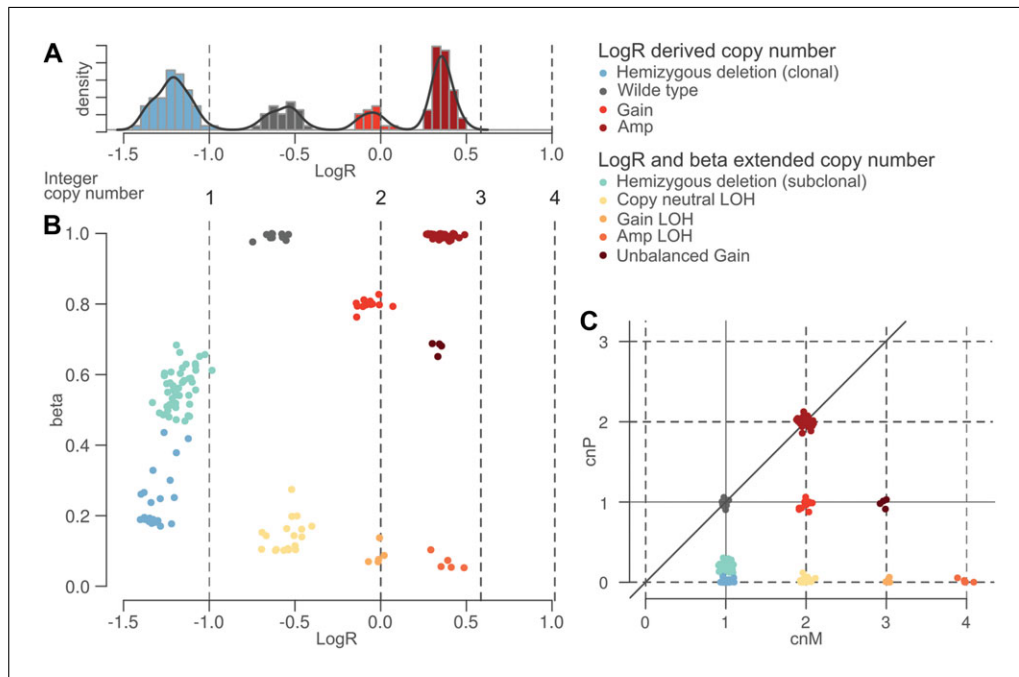 A
density
-1.5 -1.0 -0.5 0.0 0.5 1.0
LogR
LogR derived copy number
Hemizygous deletion (clonal)
Wilde type
Gain
Amp
LogR and beta extended copy number
Hemizygous deletion (subclonal)
Copy neutral LOH
Gain LOH
Amp LOH
Unbalanced Gain
Integer
copy number
1 2 3 4
B
beta
1.0
0.8
0.6
0.4
0.2
0.0
-1.5 -1.0 -0.5 0.0 0.5 1.0
LogR
C
cnP
3
2
1
0
0 1 2 3 4
cnM